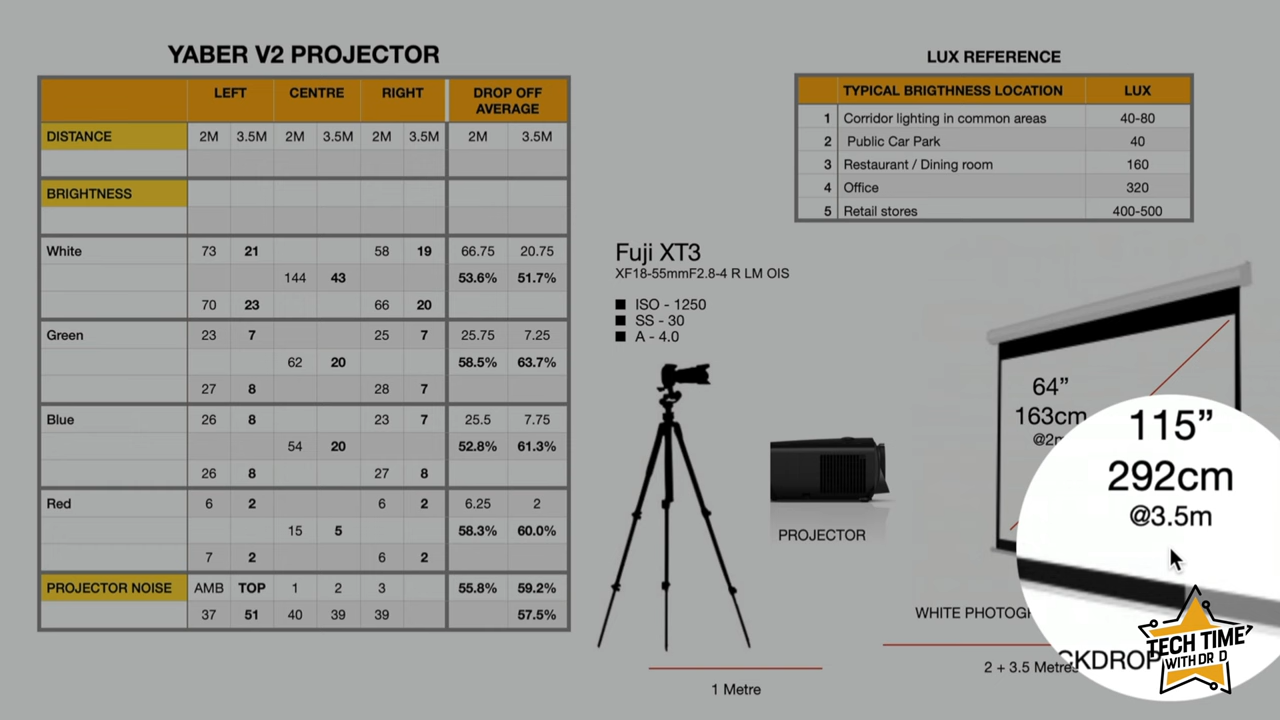 YABER V2 PROJECTOR
LEFT CENTRE RIGHT DROP OFF AVERAGE
DISTANCE 2M 3.5M 2M 3.5M 2M 3.5M 2M 3.5M
BRIGHTNESS
White 73 21 58 19 66.75 20.75
144 43 53.6% 51.7%
70 23 66 20
Green 23 7 25 7 25.75 7.25
62 20 58.5% 63.7%
27 8 28 7
Blue 26 8 23 7 25.5 7.75
54 20 52.8% 61.3%
26 8 27 8
Red 6 2 6 2 6.25 2
15 5 58.3% 60.0%
7 2 6 2
PROJECTOR NOISE AMB TOP 1 2 3 55.8% 59.2%
37 51 40 39 39 57.5%
LUX REFERENCE
TYPICAL BRIGTHNESS LOCATION LUX
1 Corridor lighting in common areas 40-80
2 Public Car Park 40
3 Restaurant / Dining room 160
4 Office 320
5 Retail stores 400-500
Fuji XT3
XF18-55mmF2.8-4 R LM OIS
ISO - 1250
SS - 30
A - 4.0
64”
163cm
115”
292cm
@3.5m
PROJECTOR
WHITE
1 Metre
2 + 3.5 Metres
TECH TIME
WITH DR D